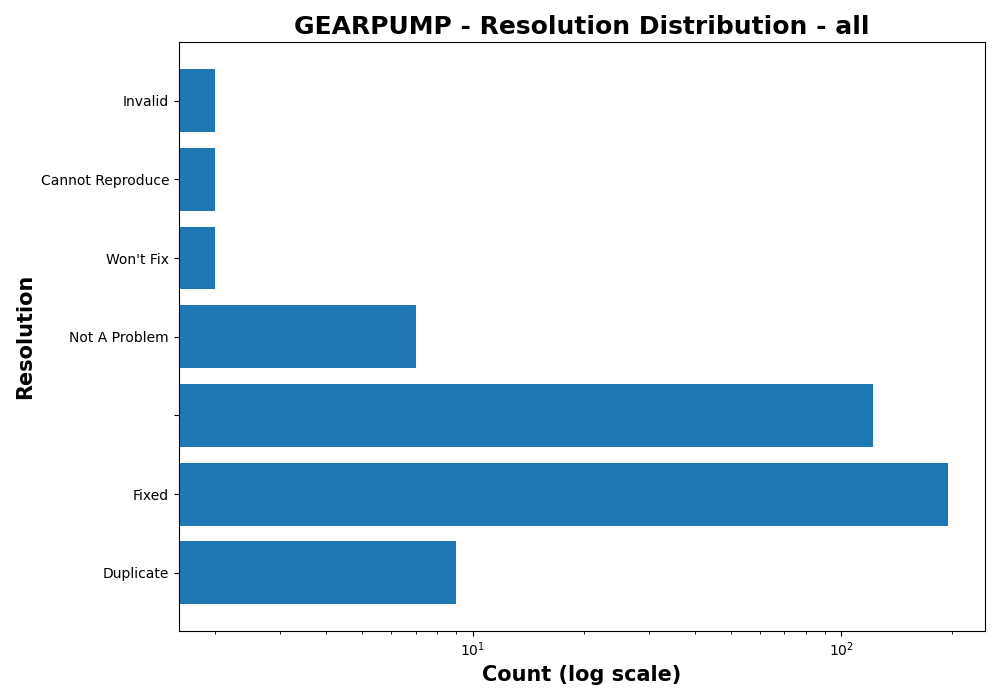 GEARPUMP - Resolution Distribution - all
Invalid
Cannot Reproduce
Won't Fix
Not A Problem
Fixed
Duplicate
Resolution
10¹
10²
Count (log scale)